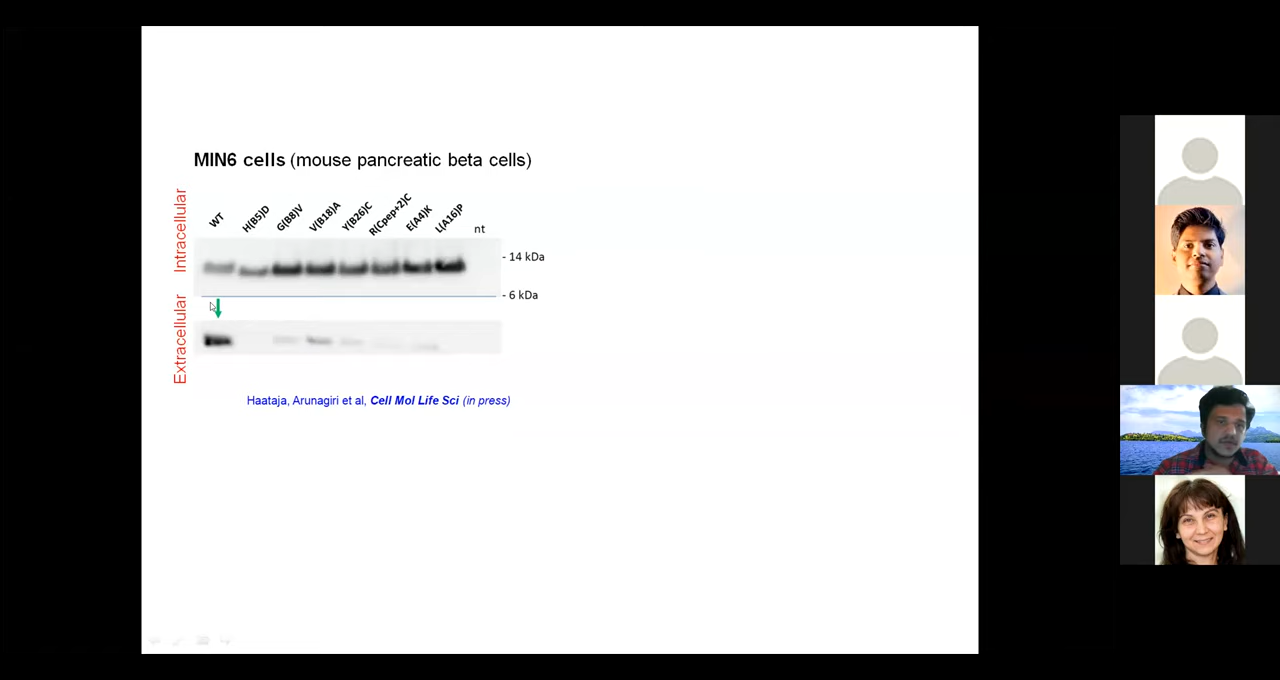 MIN6 cells (mouse pancreatic beta cells)
Intracellular
WT
H(B5)D
G(B8)V
V(B18)A
Y(B26)C
R(Cpep+2)C
E(A4)K
L(A16)P
nt
- 14 kDa
- 6 kDa
Extracellular
Haataja, Arunagiri et al, Cell Mol Life Sci (in press)